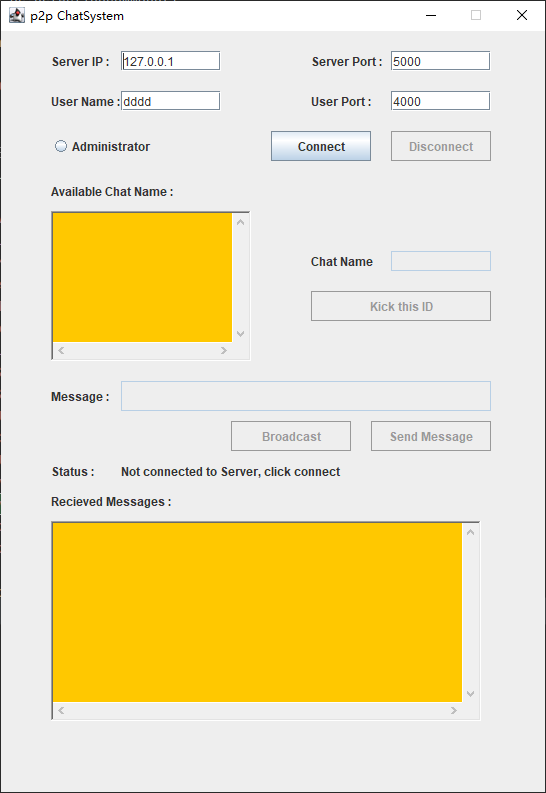 p2p ChatSystem
Server IP : 127.0.0.1 Server Port : 5000
User Name : dddd User Port : 4000
Administrator Connect Disconnect
Available Chat Name :
Chat Name
Kick this ID
Message :
Broadcast Send Message
Status : Not connected to Server, click connect
Recieved Messages :